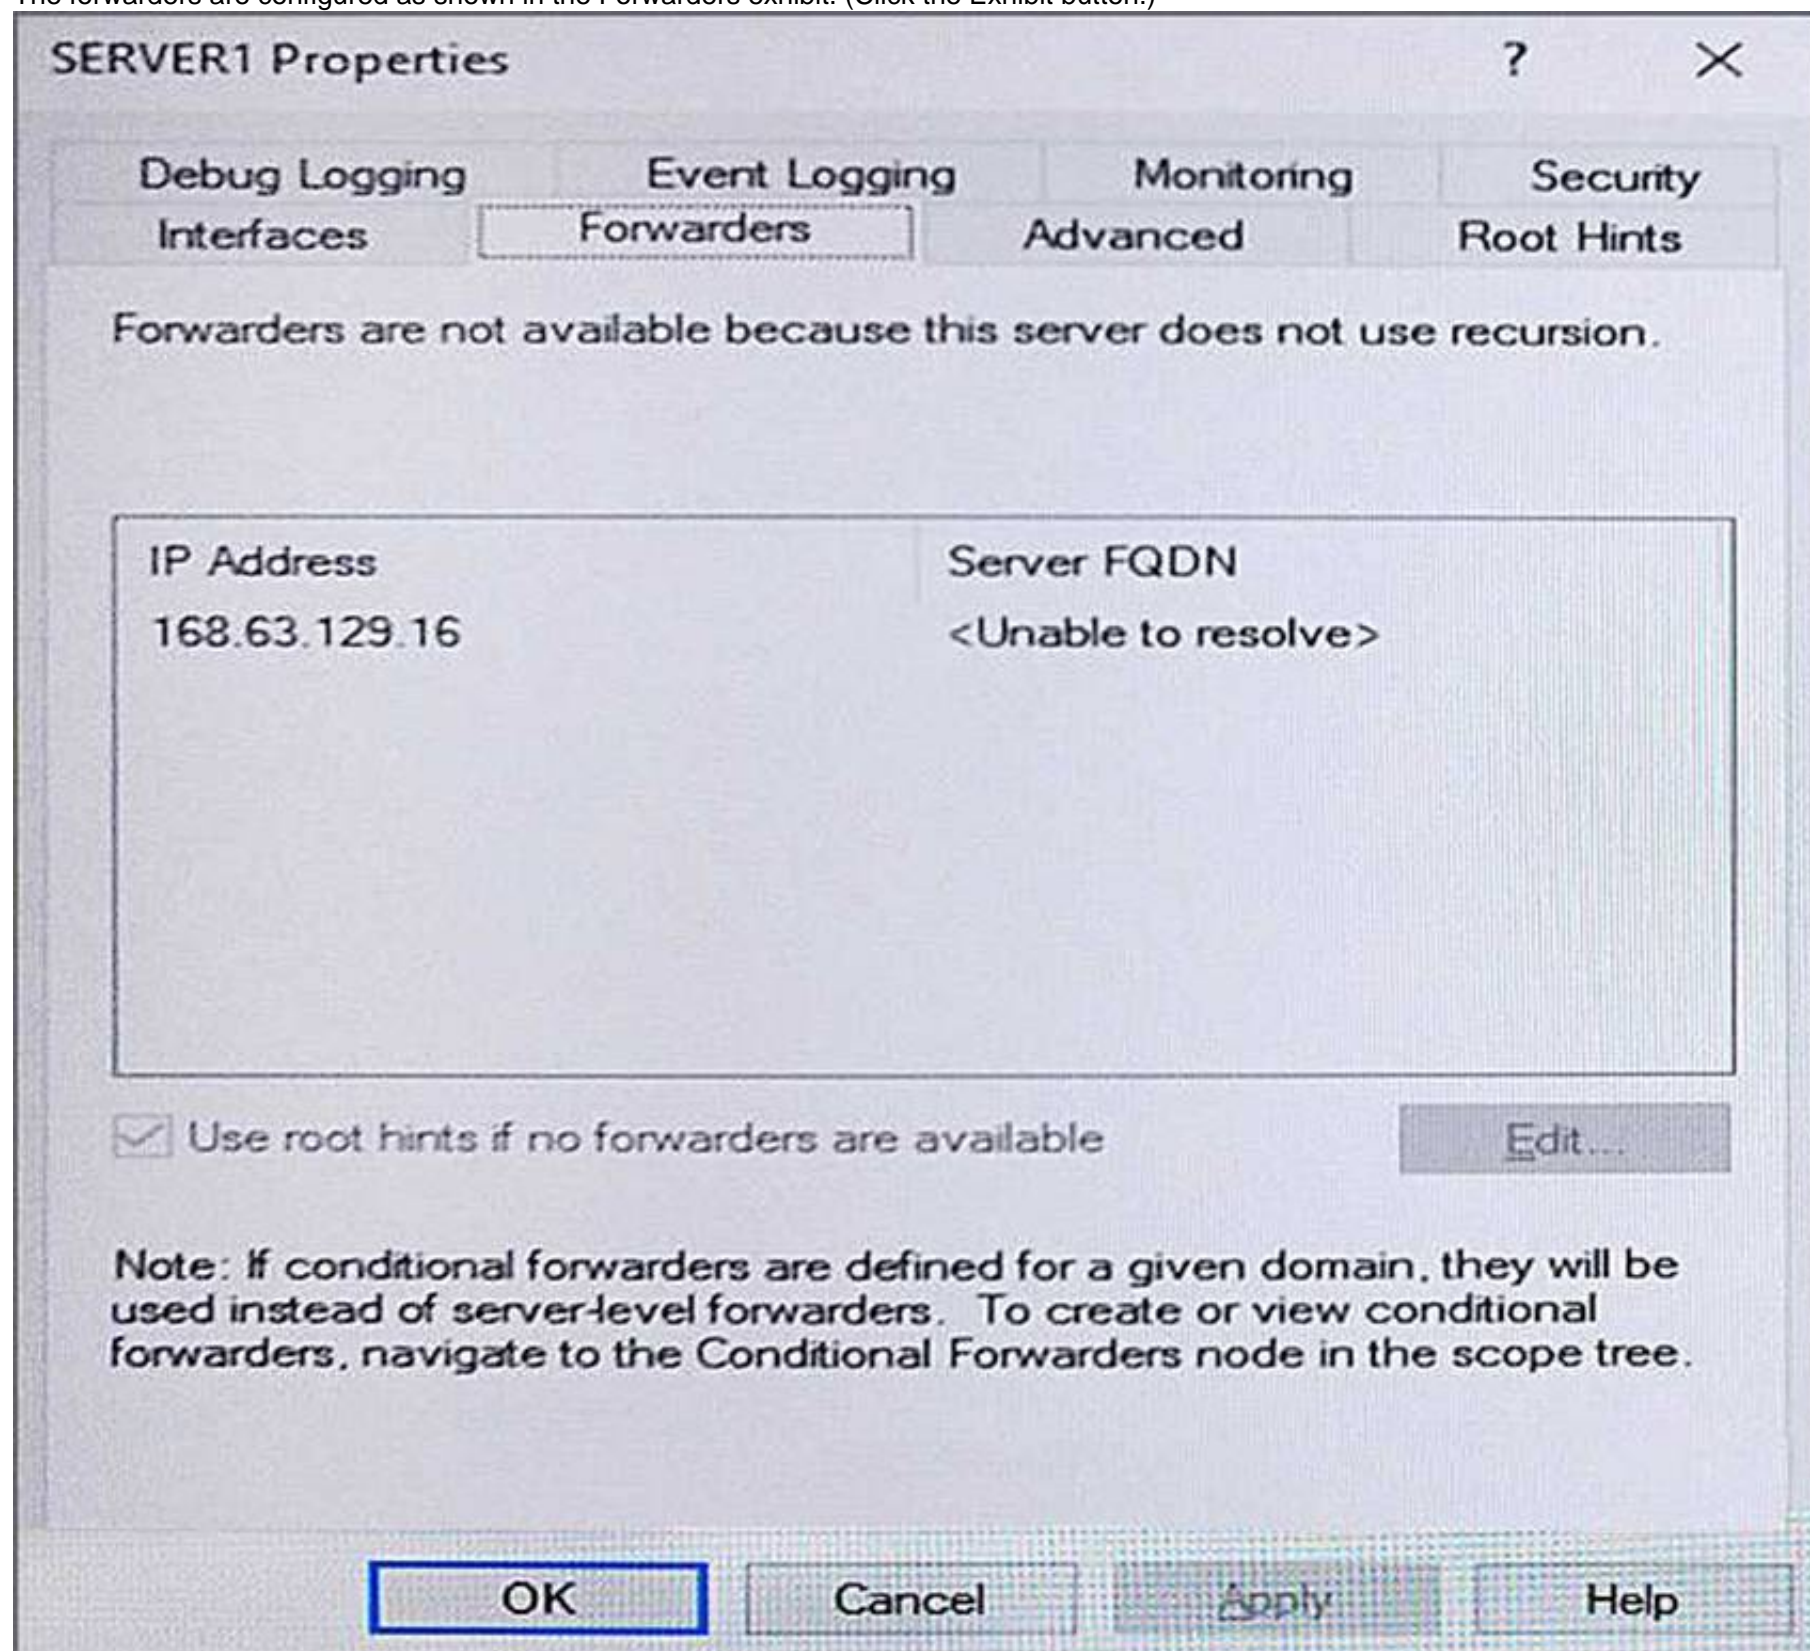 The forwarders are configured as shown in the Forwarders exhibit. (Click the Exhibit button.)
SERVER1 Properties ? ×
Debug Logging Event Logging Monitoring Security
Interfaces Forwarders Advanced Root Hints
Forwarders are not available because this server does not use recursion.
IP Address Server FQDN
168.63.129.16 <Unable to resolve>
Use root hints if no forwarders are available Edit...
Note: If conditional forwarders are defined for a given domain, they will be
used instead of server-level forwarders. To create or view conditional
forwarders, navigate to the Conditional Forwarders node in the scope tree.
OK Cancel Apply Help